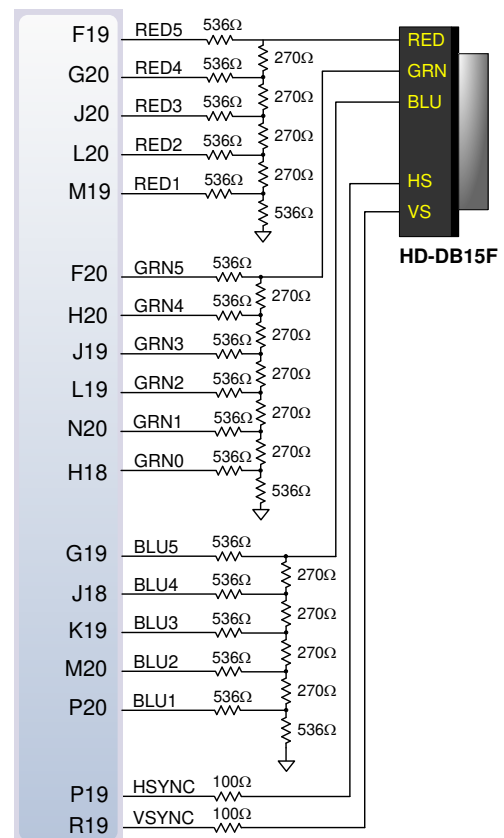 F19 RED5 536Ω RED
270Ω
G20 RED4 536Ω GRN
270Ω
J20 RED3 536Ω BLU
270Ω
L20 RED2 536Ω
270Ω
M19 RED1 536Ω HS
536Ω VS
HD-DB15F
F20 GRN5 536Ω
270Ω
H20 GRN4 536Ω
270Ω
J19 GRN3 536Ω
270Ω
L19 GRN2 536Ω
270Ω
N20 GRN1 536Ω
270Ω
H18 GRN0 536Ω
536Ω
G19 BLU5 536Ω
270Ω
J18 BLU4 536Ω
270Ω
K19 BLU3 536Ω
270Ω
M20 BLU2 536Ω
270Ω
P20 BLU1 536Ω
536Ω
P19 HSYNC 100Ω
R19 VSYNC 100Ω